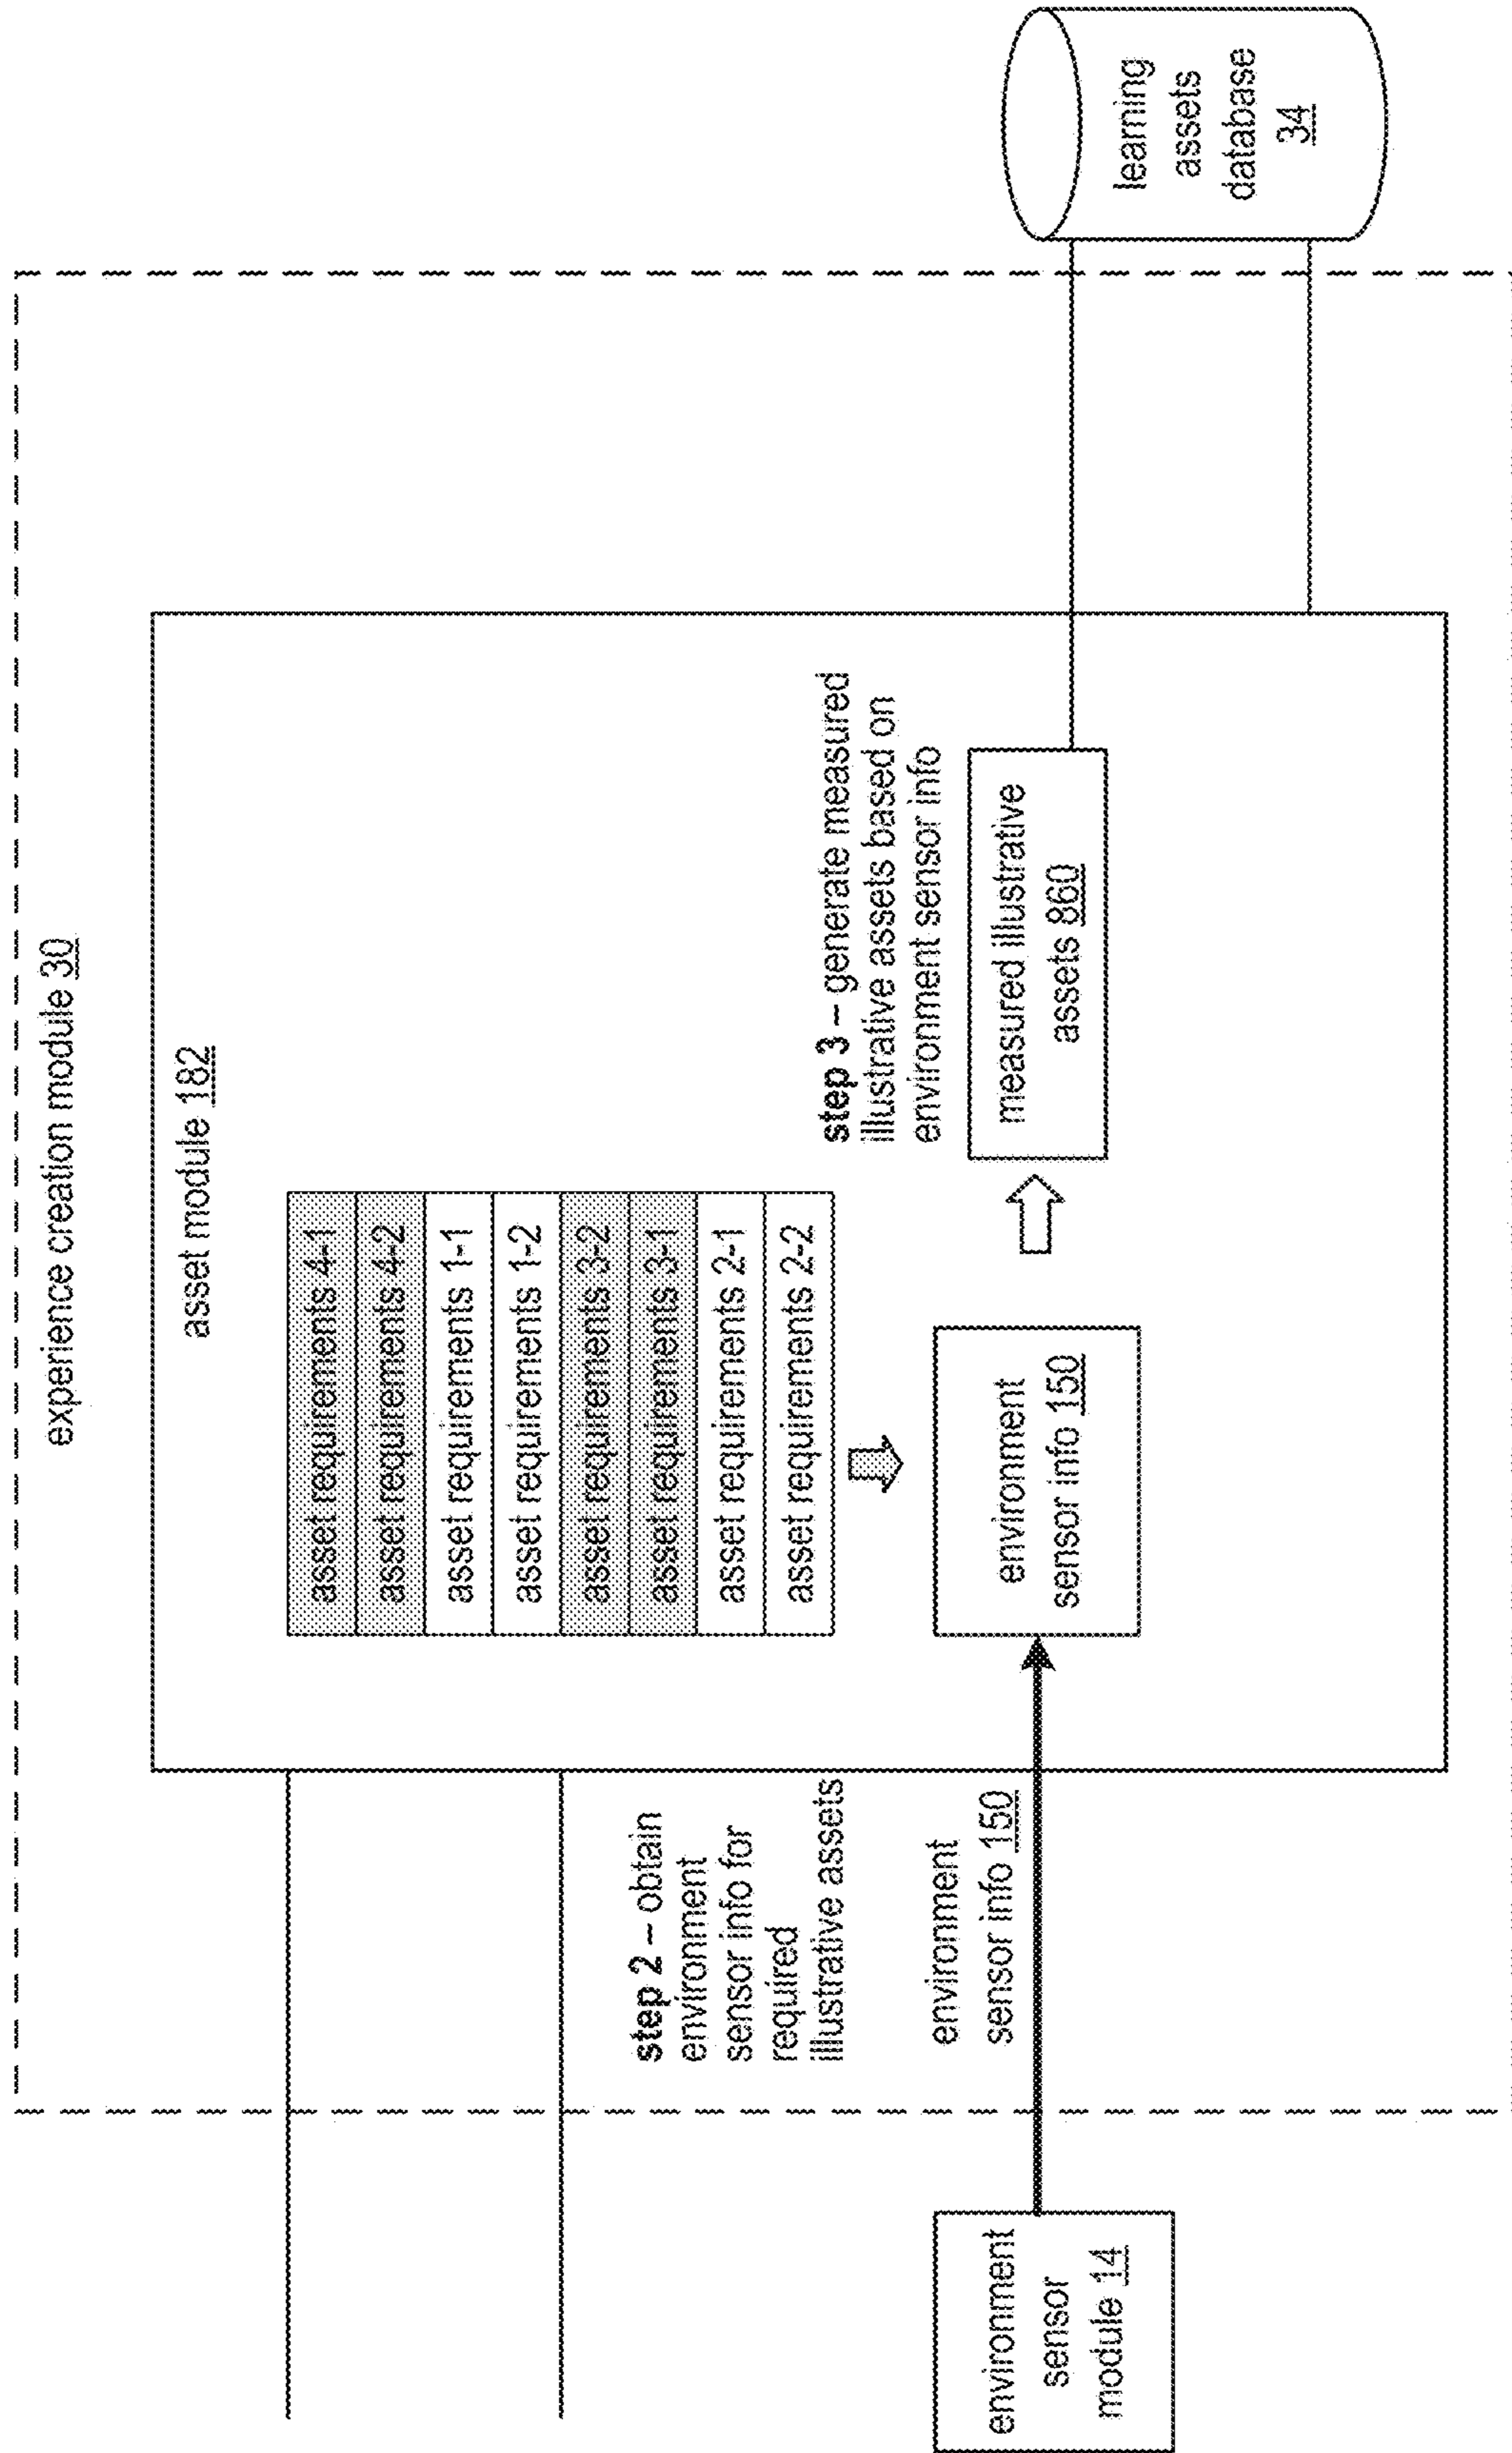 experience creation module 30
asset module 182
asset requirements 4-1
asset requirements 4-2
asset requirements 1-1
asset requirements 1-2
asset requirements 3-2
asset requirements 3-1
asset requirements 2-1
asset requirements 2-2
step 2 – obtain
environment
sensor info for
required
illustrative assets
step 3 – generate measured
illustrative assets based on
environment sensor info
environment
sensor
module 14
environment
sensor info 150
environment
sensor info 150
measured illustrative
assets 860
learning
assets
database
34